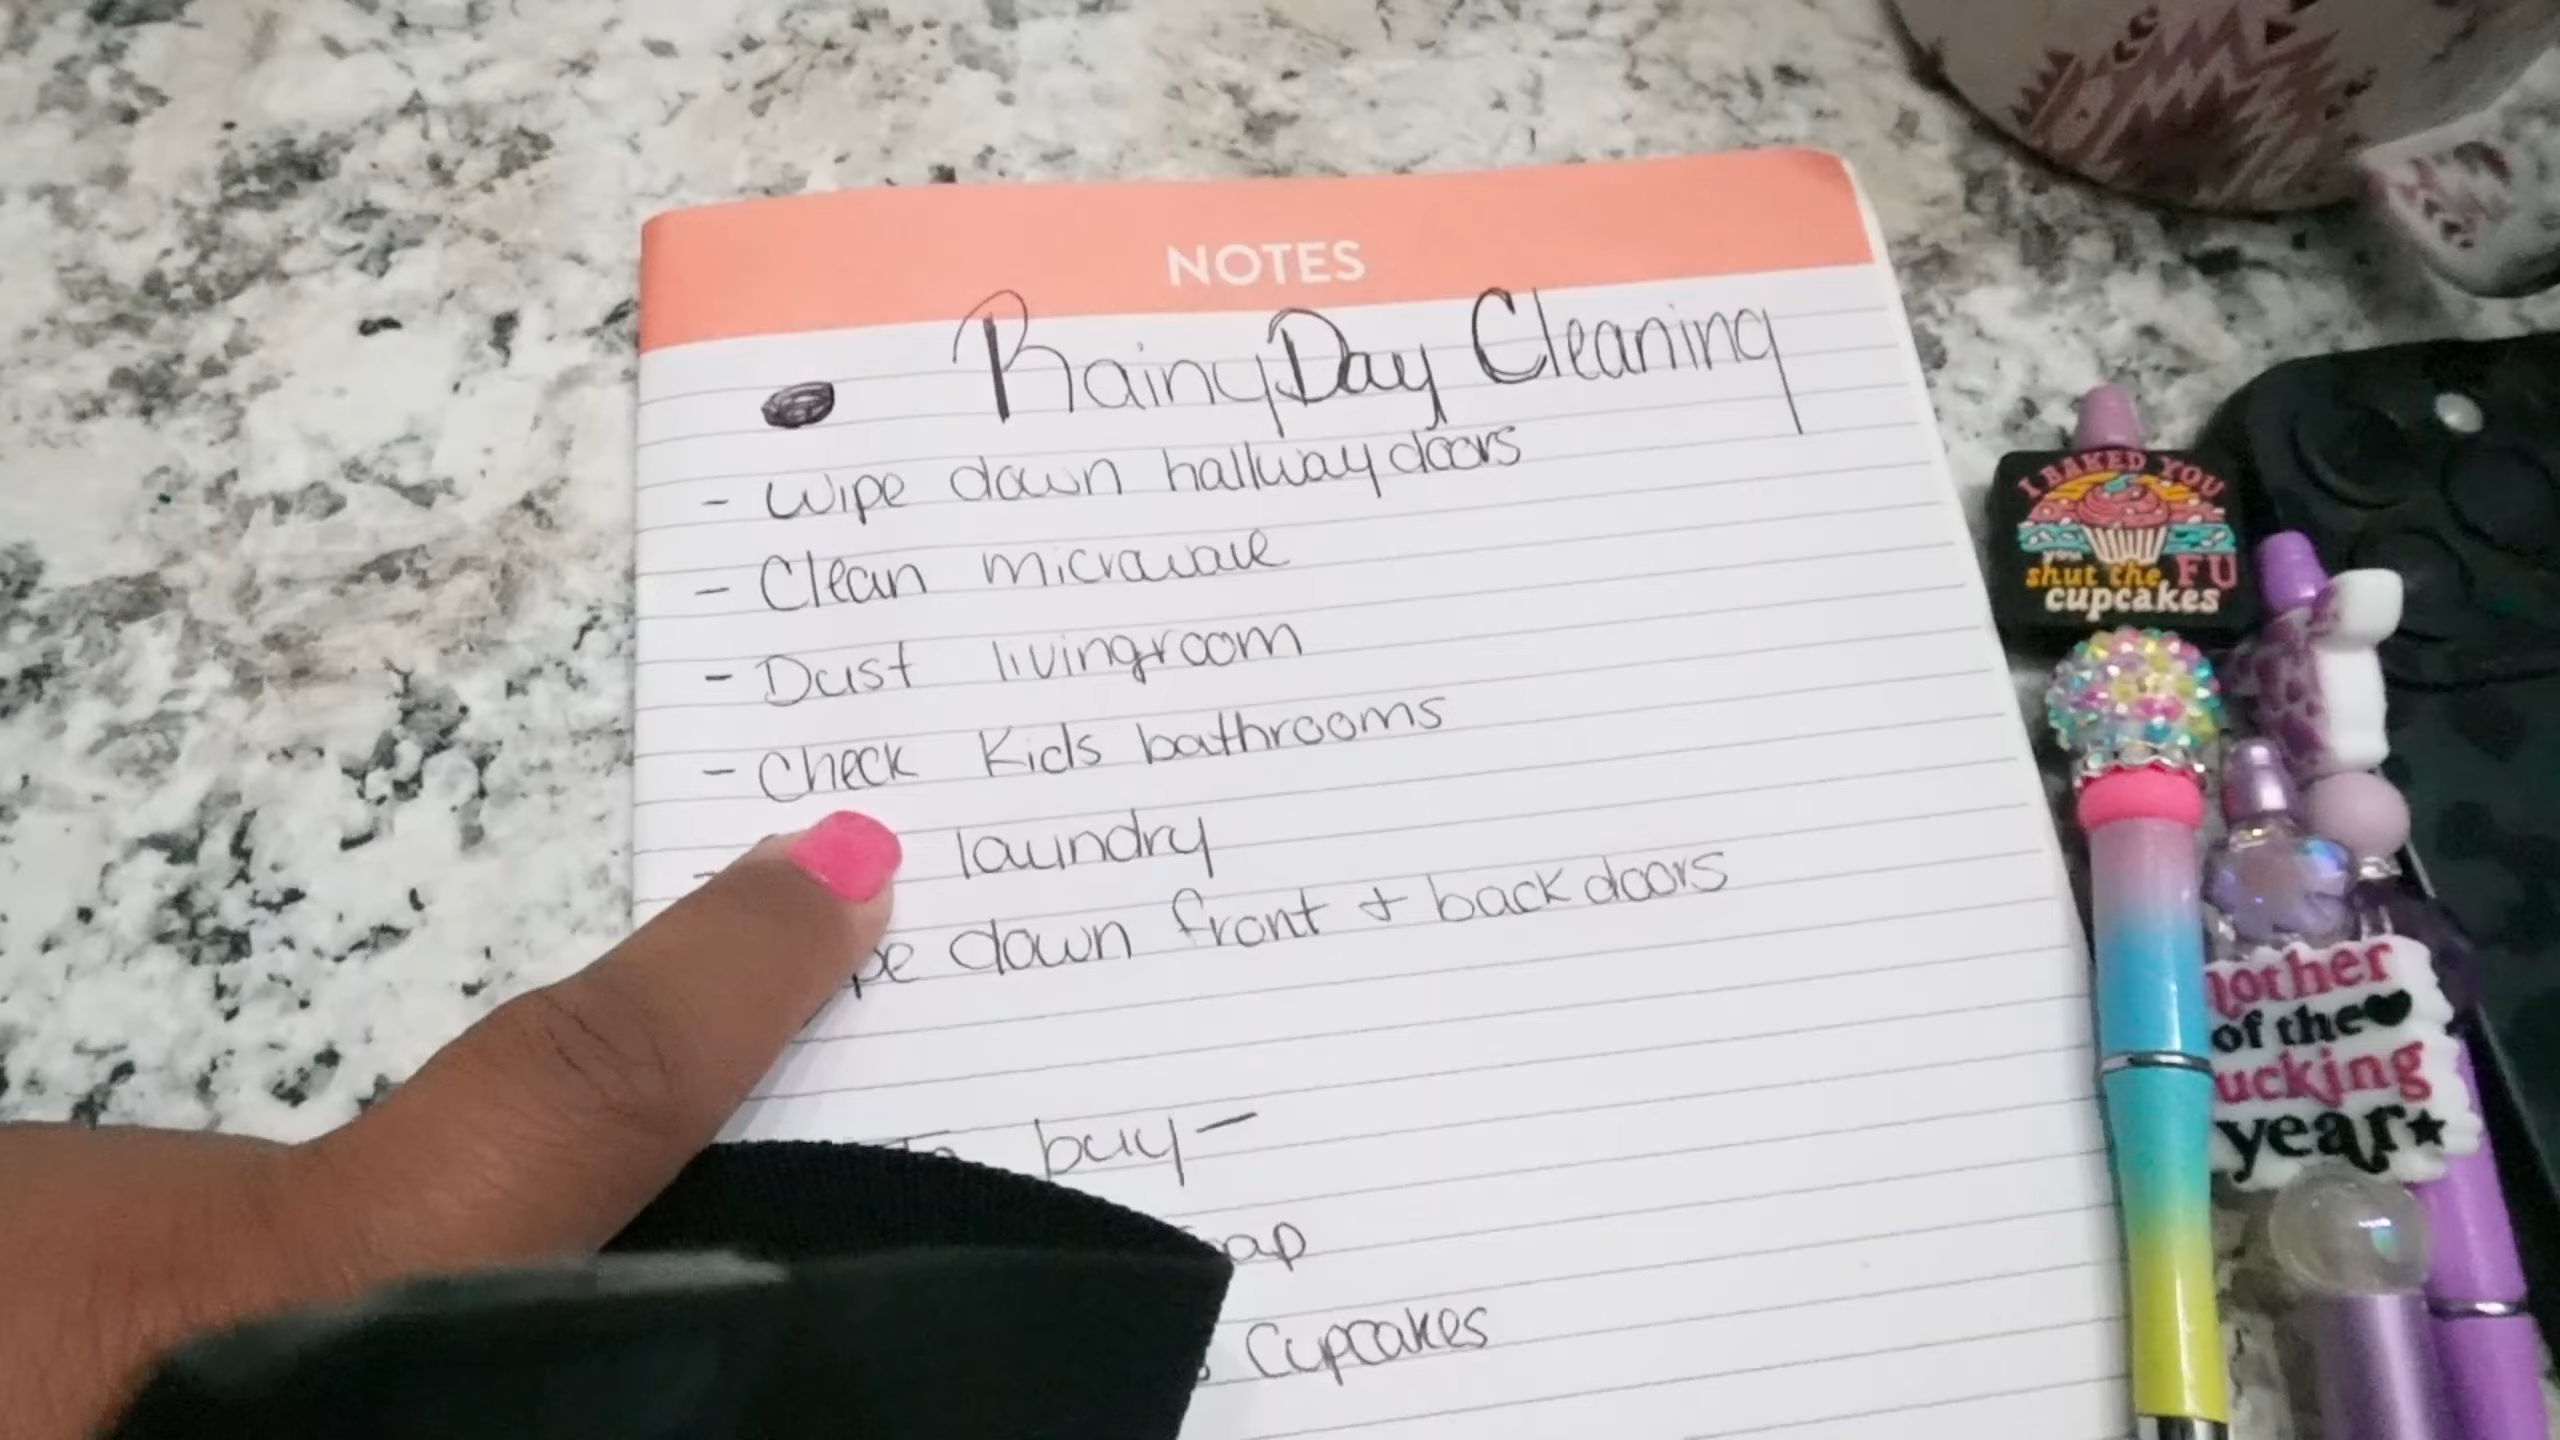 NOTES
Rainy Day Cleaning
- Wipe down hallway doors
- Clean microwave
- Dust livingroom
- Check Kids bathrooms
- laundry
down front + back doors
buy-
Cupcakes
I BAKED YOU
you
shut the FU
cupcakes
of the
year